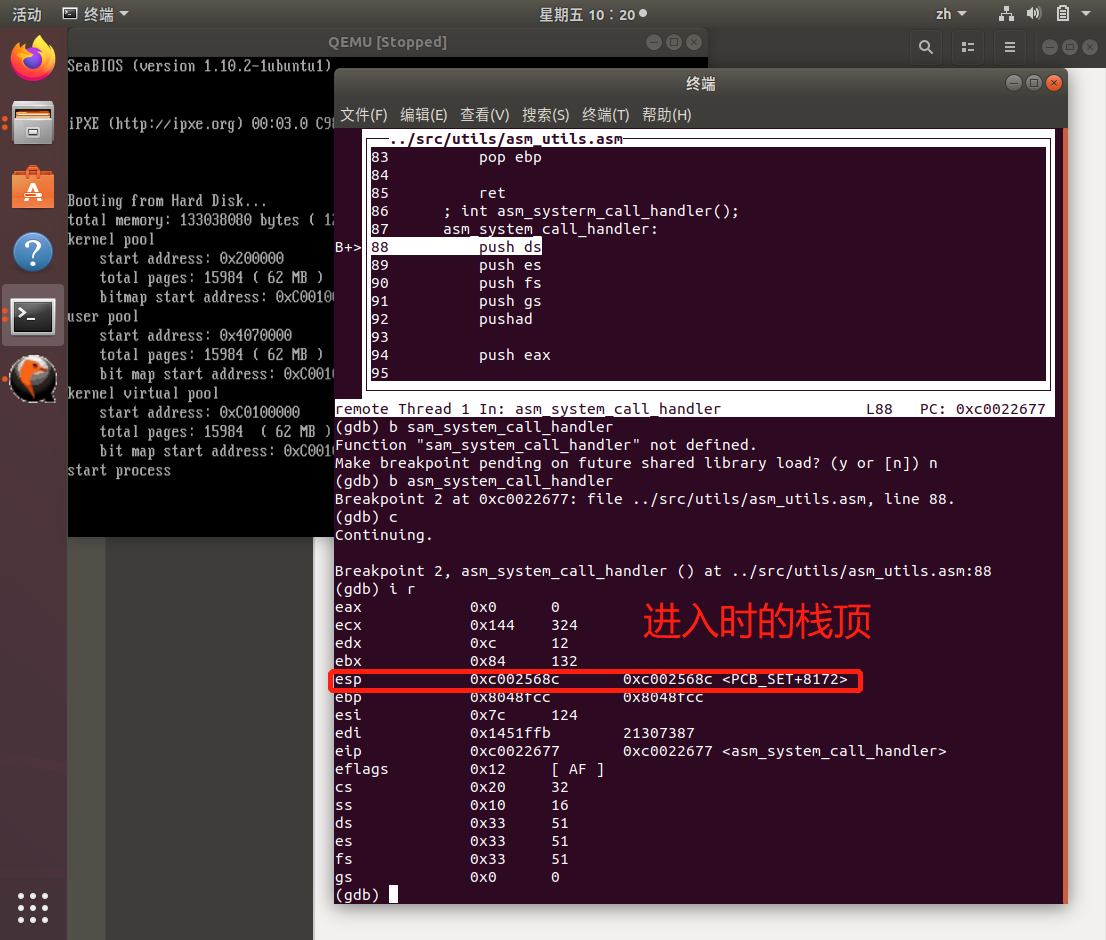 活动 终端 星期五 10：20 zh
QEMU [Stopped]
SeaBIOS (version 1.10.2-1ubuntu1)
iPXE (http://ipxe.org) 00:03.0
Booting from Hard Disk...
total memory: 133038080 bytes (
kernel pool
start address: 0x200000
total pages: 15984 ( 62 MB )
bitmap start address:
user pool
start address: 0x4070000
total pages: 15984 ( 62 MB )
bit map start address:
kernel virtual pool
start address: 0xC0100000
total pages: 15984  ( 62 MB )
bit map start address:
start process
终端
文件(F) 编辑(E) 查看(V) 搜索(S) 终端(T) 帮助(H)
../src/utils/asm_utils.asm
83 pop ebp
84
85 ret
86 ; int asm_systerm_call_handler();
87 asm_system_call_handler:
B+> 88 push ds
89 push es
90 push fs
91 push gs
92 pushad
93
94 push eax
95
remote Thread 1 In: asm_system_call_handler L88 PC: 0xc0022677
(gdb) b sam_system_call_handler
Function "sam_system_call_handler" not defined.
Make breakpoint pending on future shared library load? (y or [n]) n
(gdb) b asm_system_call_handler
Breakpoint 2 at 0xc0022677: file ../src/utils/asm_utils.asm, line 88.
(gdb) c
Continuing.
Breakpoint 2, asm_system_call_handler () at ../src/utils/asm_utils.asm:88
(gdb) i r
eax 0x0 0
进入时的栈顶
ecx 0x144 324
edx 0xc 12
ebx 0x84 132
esp 0xc002568c 0xc002568c <PCB_SET+8172>
ebp 0x8048fcc 0x8048fcc
esi 0x7c 124
edi 0x1451ffb 21307387
eip 0xc0022677 0xc0022677 <asm_system_call_handler>
eflags 0x12 [ AF ]
cs 0x20 32
ss 0x10 16
ds 0x33 51
es 0x33 51
fs 0x33 51
gs 0x0 0
(gdb)